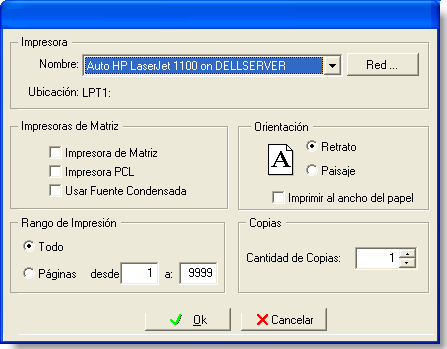 Impresora
Nombre: Auto HP LaserJet 1100 on DELLSERVER Red ...
Ubicación: LPT1:
Impresoras de Matriz
Impresora de Matriz
Impresora PCL
Usar Fuente Condensada
Orientación
A
Retrato
Paisaje
Imprimir al ancho del papel
Rango de Impresión
Todo
Páginas desde 1 a: 9999
Copias
Cantidad de Copias: 1
Ok Cancelar